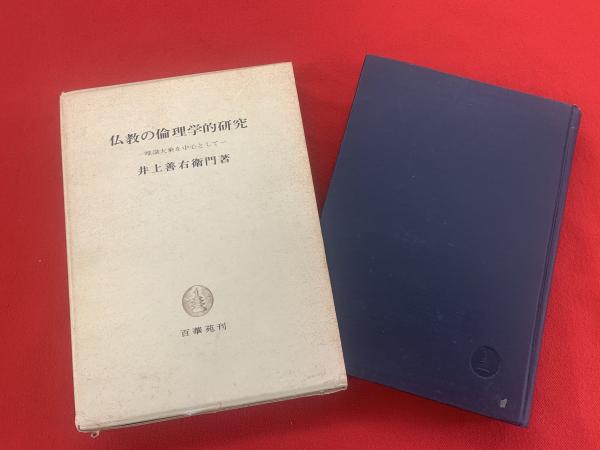 仏教の倫理学的研究
—唯識大乗を中心として—
井上善右衛門著
百華苑刊